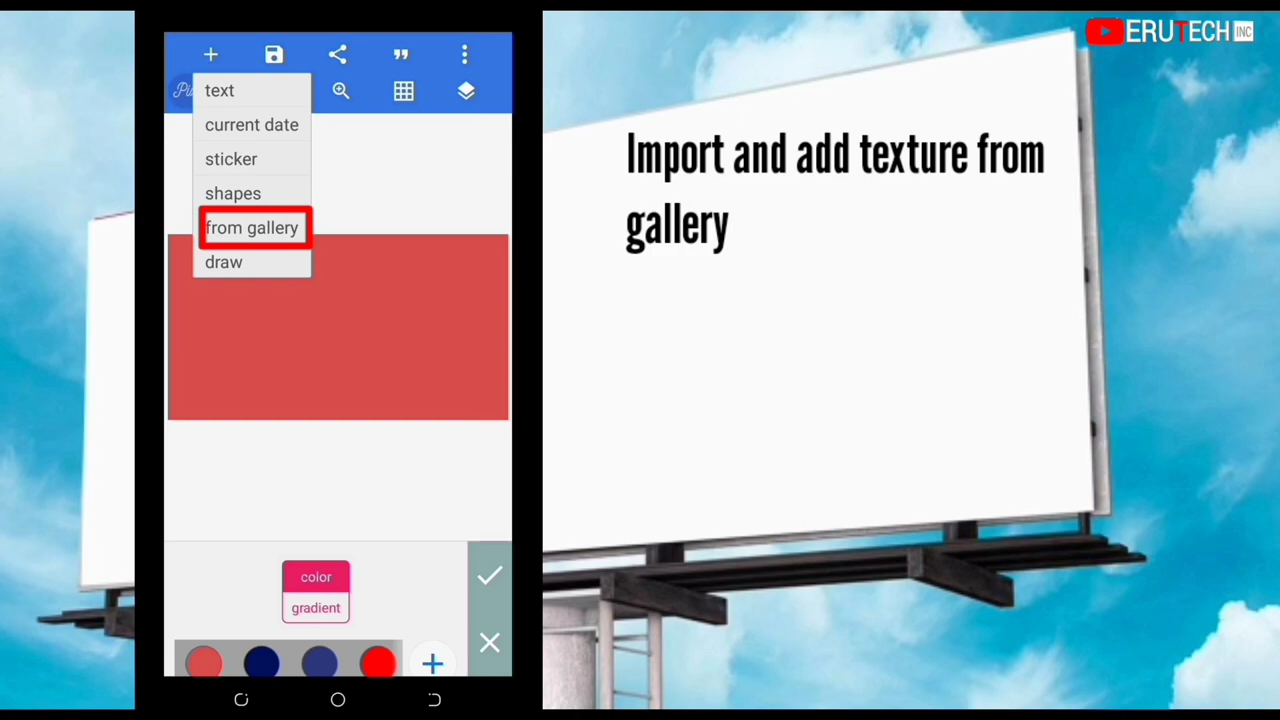 ERUTECH INC
Import and add texture from
gallery
text
current date
sticker
shapes
from gallery
draw
color
gradient